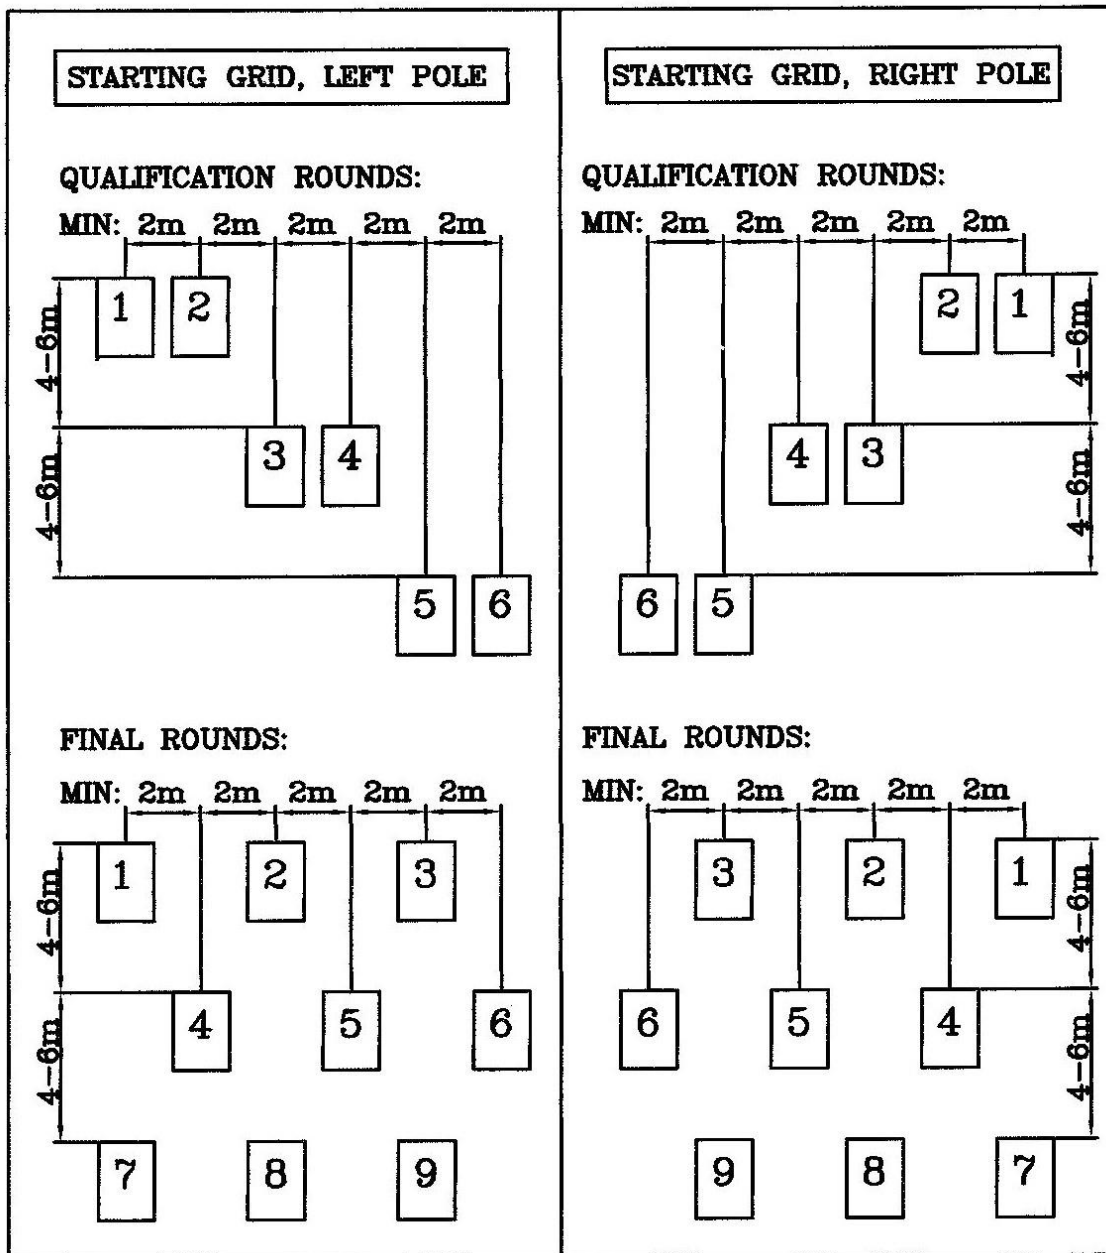 STARTING GRID, LEFT POLE
QUALIFICATION ROUNDS:
MIN: 2m 2m 2m 2m 2m
1 2
4-6m
3 4
4-6m
5 6
FINAL ROUNDS:
MIN: 2m 2m 2m 2m 2m
1 2 3
4-6m
4 5 6
4-6m
7 8 9
STARTING GRID, RIGHT POLE
QUALIFICATION ROUNDS:
MIN: 2m 2m 2m 2m 2m
2 1
4-6m
4 3
4-6m
6 5
FINAL ROUNDS:
MIN: 2m 2m 2m 2m 2m
3 2 1
4-6m
6 5 4
4-6m
9 8 7